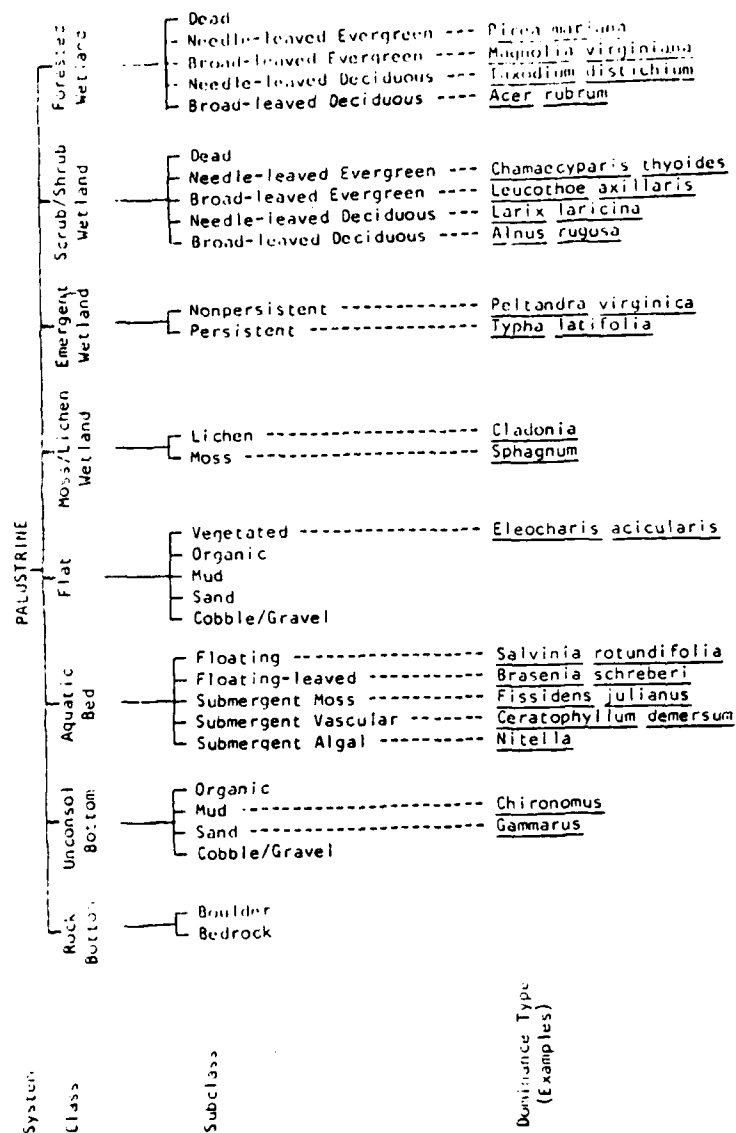 PALUSTRINE
Forested
Wetland
Dead
Needle-leaved Evergreen --- Picea mariana
Broad-leaved Evergreen ---- Magnolia virginiana
Needle-leaved Deciduous --- Taxodium distichium
Broad-leaved Deciduous ---- Acer rubrum
Scrub/Shrub
Wetland
Dead
Needle-leaved Evergreen --- Chamaecyparis thyoides
Broad-leaved Evergreen ---- Leucothoe axillaris
Needle-leaved Deciduous --- Larix laricina
Broad-leaved Deciduous ---- Alnus rugosa
Emergent
Wetland
Nonpersistent ------------- Peltandra virginica
Persistent ---------------- Typha latifolia
Moss/Lichen
Wetland
Lichen -------------------- Cladonia
Moss ---------------------- Sphagnum
Flat
Vegetated ----------------- Eleocharis acicularis
Organic
Mud
Sand
Cobble/Gravel
Aquatic
Bed
Floating ------------------ Salvinia rotundifolia
Floating-leaved ----------- Brasenia schreberi
Submergent Moss ----------- Fissidens julianus
Submergent Vascular ------- Ceratophyllum demersum
Submergent Algal ---------- Nitella
Unconsol
Bottom
Organic
Mud ----------------------- Chironomus
Sand ---------------------- Gammarus
Cobble/Gravel
Rock
Bottom
Boulder
Bedrock
System
Class
Subclass
Dominance Type
(Examples)